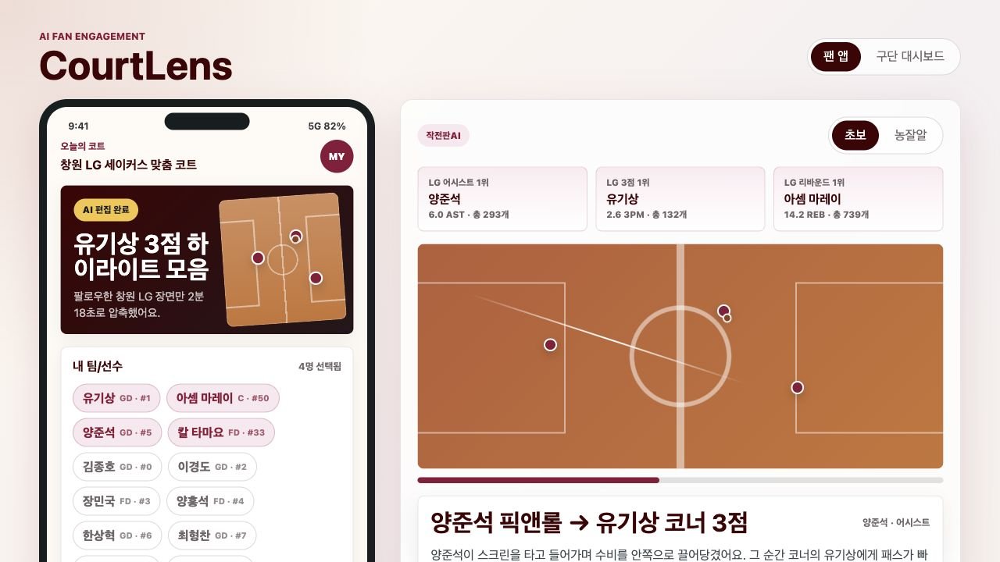 AI FAN ENGAGEMENT
CourtLens
팬 앱
구단 대시보드
9:41
5G 82%
오늘의 코트
창원 LG 세이커스 맞춤 코트
MY
AI 편집 완료
유기상 3점 하
이라이트 모음
팔로우한 창원 LG 장면만 2분
18초로 압축했어요.
내 팀/선수
4명 선택됨
유기상 GD · #1
아셈 마레이 C · #50
양준석 GD · #5
칼 타마요 FD · #33
김종호 GD · #0
이경도 GD · #2
장민국 FD · #3
양홍석 FD · #4
한상혁 GD · #6
최형찬 GD · #7
작전판AI
초보
농잘알
LG 어시스트 1위
양준석
6.0 AST · 총 293개
LG 3점 1위
유기상
2.6 3PM · 총 132개
LG 리바운드 1위
아셈 마레이
14.2 REB · 총 739개
양준석 픽앤롤 → 유기상 코너 3점
양준석 · 어시스트
양준석이 스크린을 타고 들어가며 수비를 안쪽으로 끌어당겼어요. 그 순간 코너의 유기상에게 패스가 빠